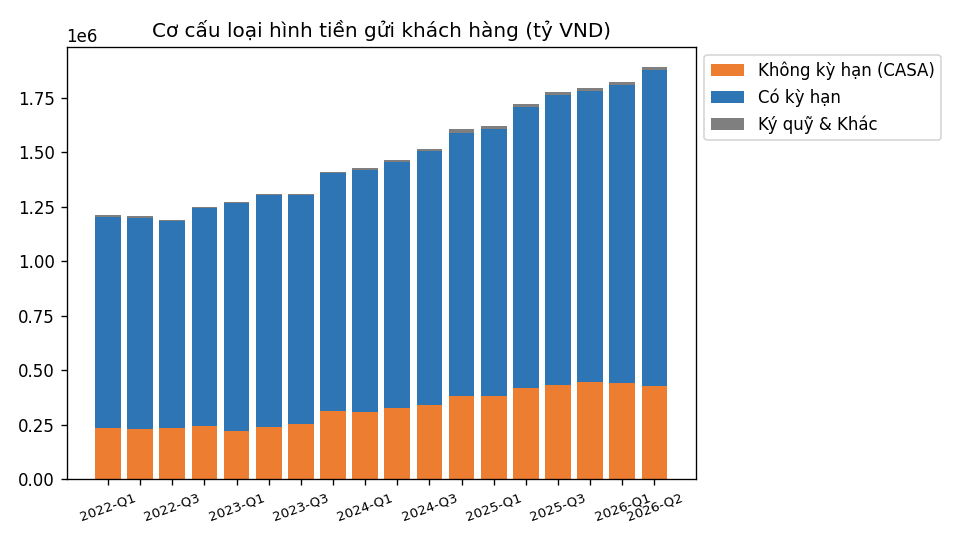 Cơ cấu loại hình tiền gửi khách hàng (tỷ VND)
1e6
Không kỳ hạn (CASA)
Có kỳ hạn
Ký quỹ & Khác
1.75
1.50
1.25
1.00
0.75
0.50
0.25
0.00
2022-Q1
2022-Q3
2023-Q1
2023-Q3
2024-Q1
2024-Q3
2025-Q1
2025-Q3
2026-Q1
2026-Q2